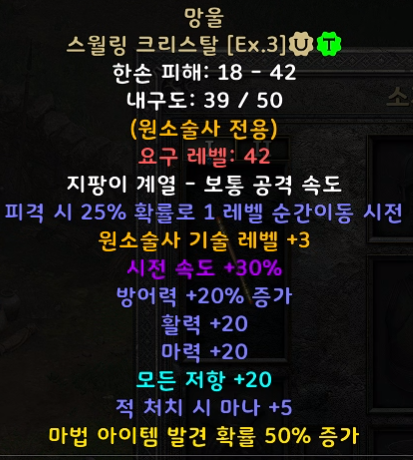 망울
스월링 크리스탈 [Ex.3] U T
한손 피해: 18 - 42
내구도: 39 / 50
(원소술사 전용)
요구 레벨: 42
지팡이 계열 - 보통 공격 속도
피격 시 25% 확률로 1 레벨 순간이동 시전
원소술사 기술 레벨 +3
시전 속도 +30%
방어력 +20% 증가
활력 +20
마력 +20
모든 저항 +20
적 처치 시 마나 +5
마법 아이템 발견 확률 50% 증가
소